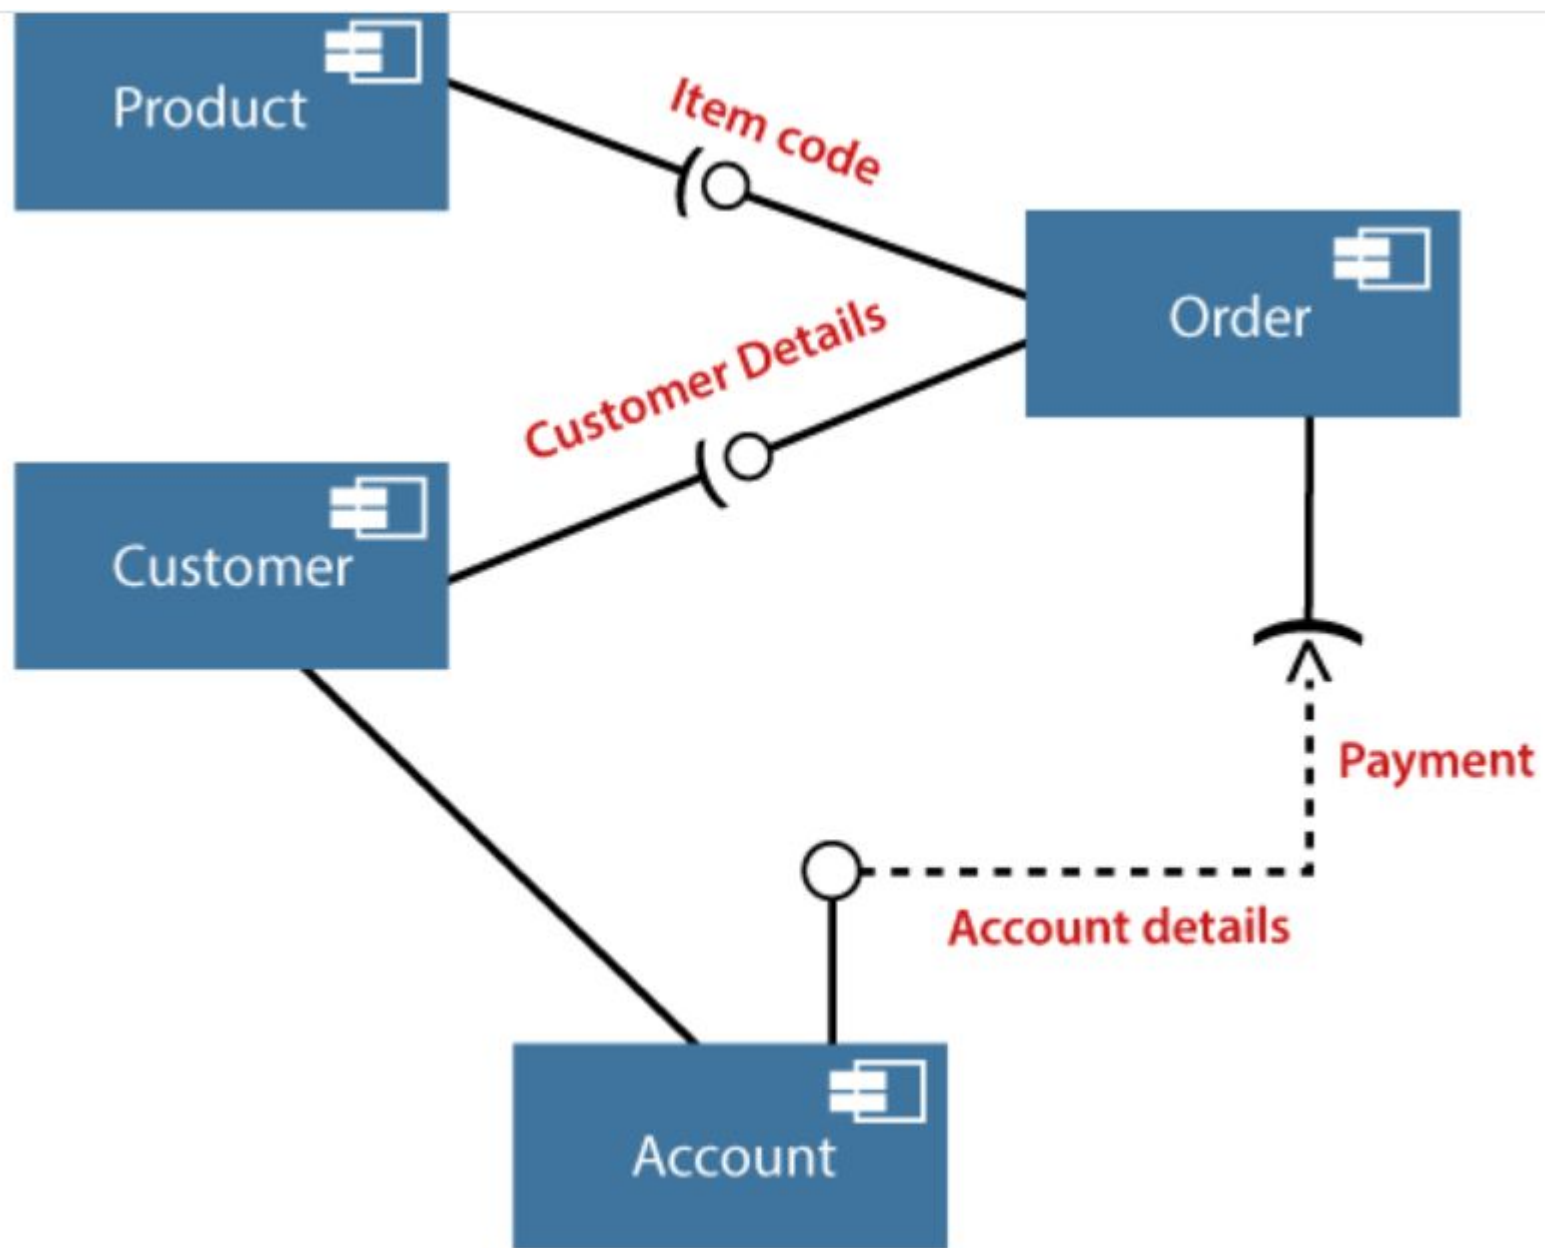 Product
Item code
Order
Customer Details
Customer
Payment
Account details
Account